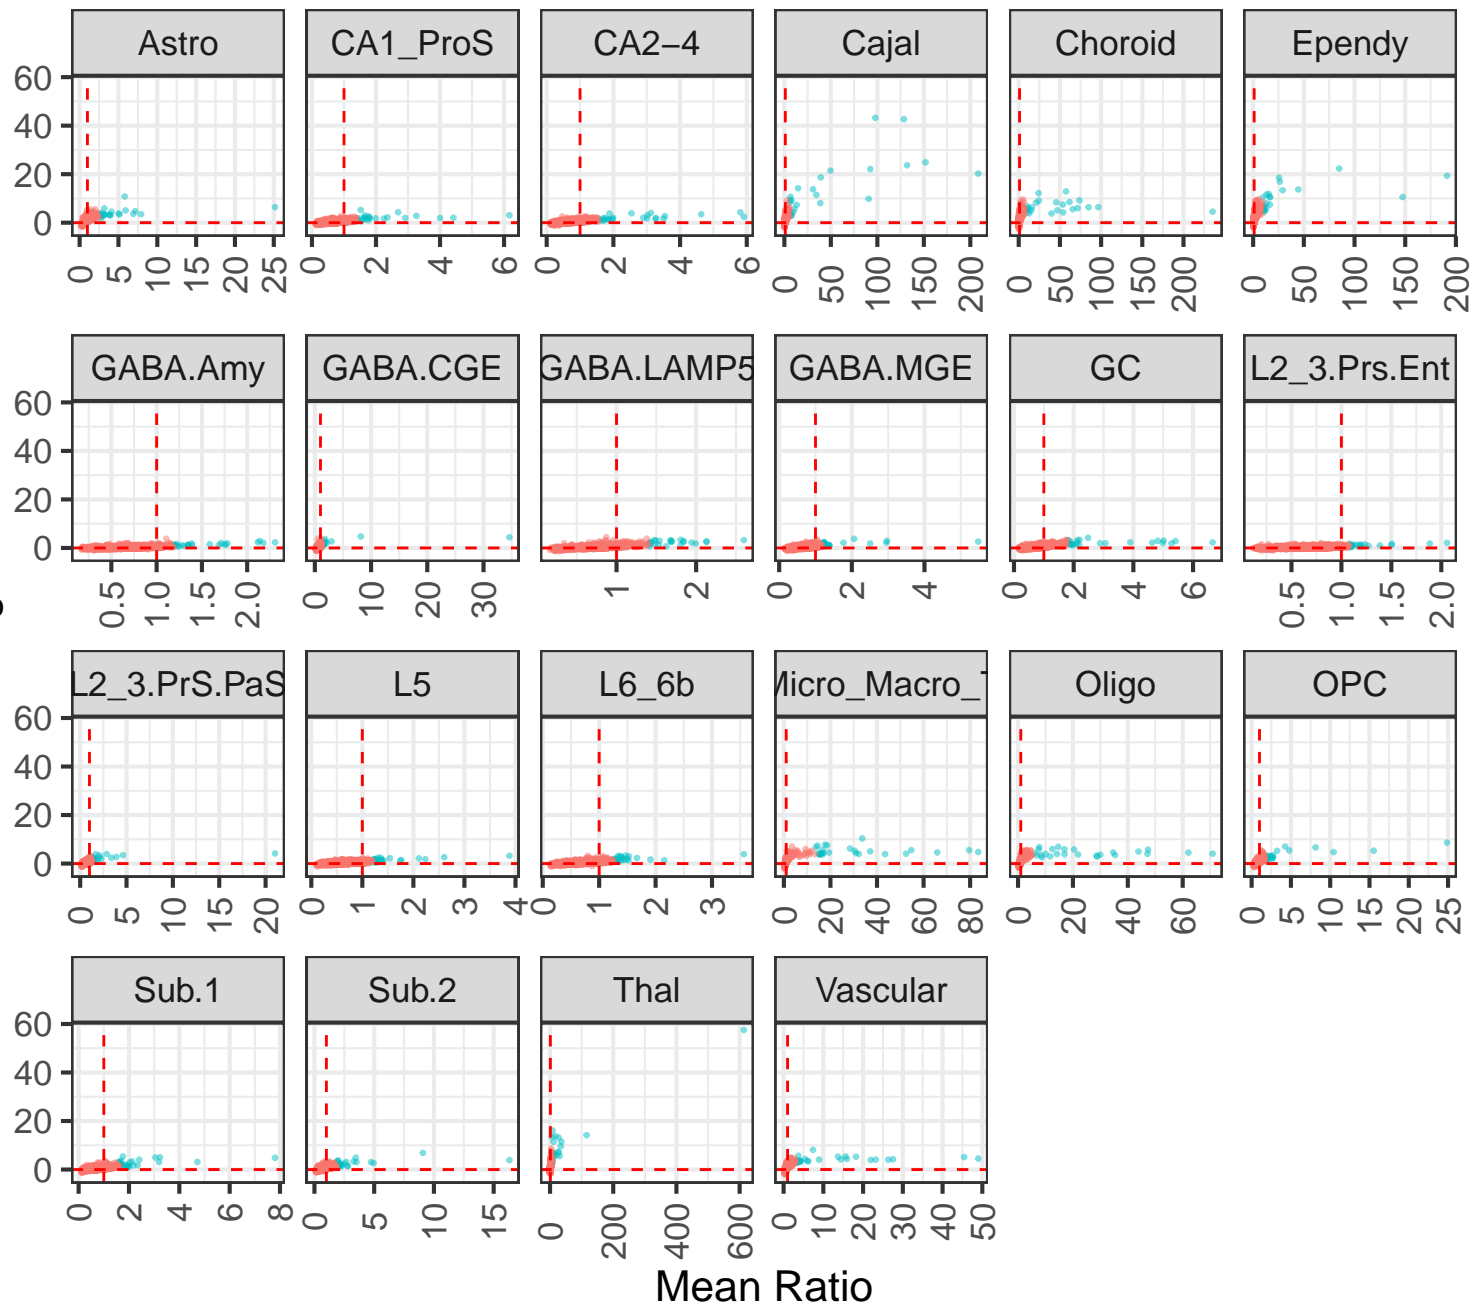 Astro CA1_ProS CA2−4 Cajal Choroid Ependy
60
40
20
0
0 5 10 15 20 25 0 2 4 6 0 2 4 6 0 50 100 150 200 0 50 100 200 0 50 100 150 200
GABA.Amy GABA.CGE GABA.LAMP5 GABA.MGE GC L2_3.Prs.Ent
60
40
20
0
0.5 1.0 1.5 2.0 0 10 20 30 1 2 0 2 4 0 2 4 6 0.5 1.0 1.5 2.0
L2_3.PrS.PaS L5 L6_6b Micro_Macro_T Oligo OPC
60
40
20
0
0 5 10 15 20 0 1 2 3 4 0 1 2 3 0 20 40 60 80 0 20 40 60 0 5 10 15 20 25
Sub.1 Sub.2 Thal Vascular
60
40
20
0
0 2 4 6 8 0 5 10 15 0 200 400 600 0 10 20 30 40 50
Mean Ratio